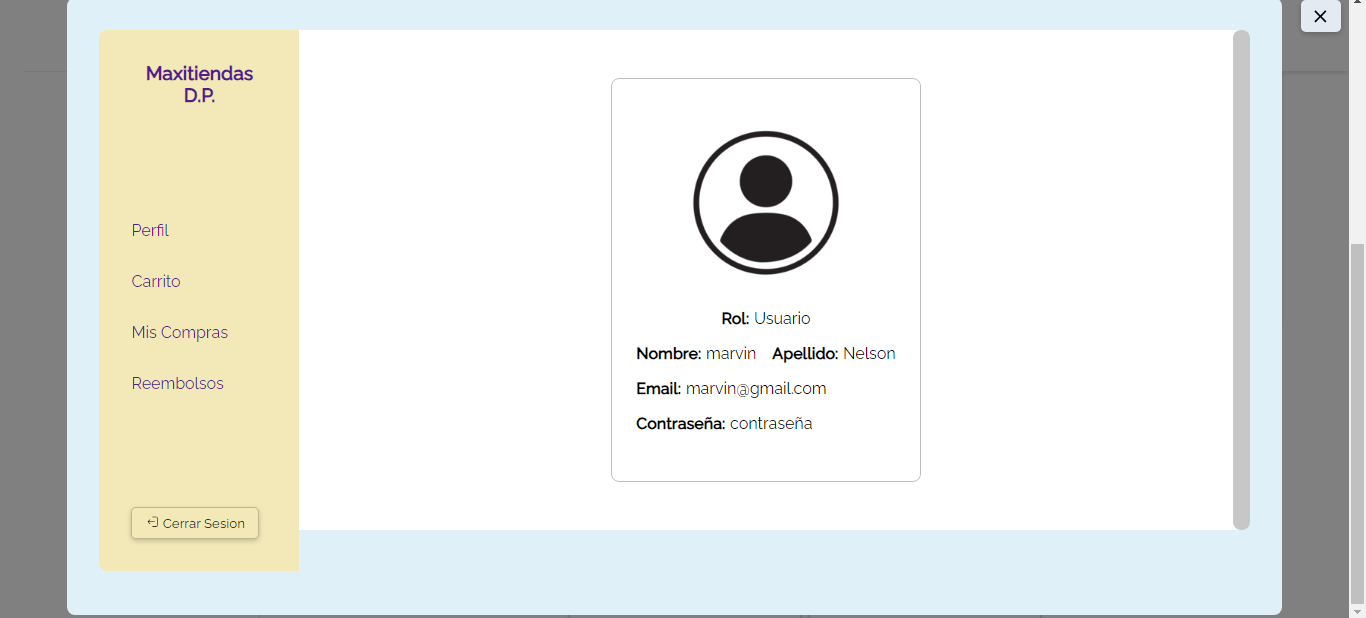 Maxitiendas
D.P.
Perfil
Carrito
Mis Compras
Reembolsos
Cerrar Sesion
Rol: Usuario
Nombre: marvin Apellido: Nelson
Email: marvin@gmail.com
Contraseña: contraseña